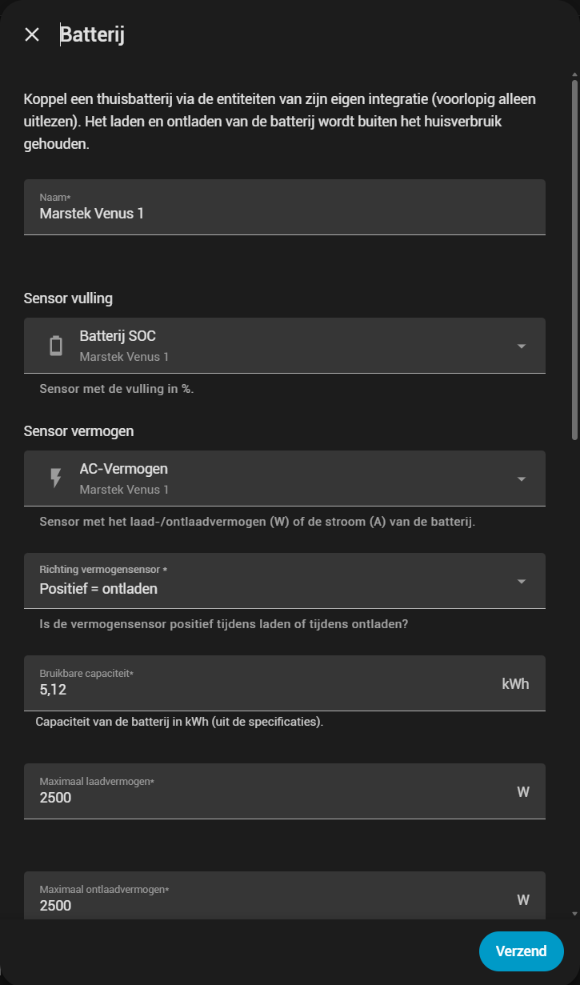 Batterij
Koppel een thuisbatterij via de entiteiten van zijn eigen integratie (voorlopig alleen
uitlezen). Het laden en ontladen van de batterij wordt buiten het huisverbruik
gehouden.
Naam*
Marstek Venus 1
Sensor vulling
Batterij SOC
Marstek Venus 1
Sensor met de vulling in %.
Sensor vermogen
AC-Vermogen
Marstek Venus 1
Sensor met het laad-/ontlaadvermogen (W) of de stroom (A) van de batterij.
Richting vermogensensor *
Positief = ontladen
Is de vermogensensor positief tijdens laden of tijdens ontladen?
Bruikbare capaciteit*
5,12 kWh
Capaciteit van de batterij in kWh (uit de specificaties).
Maximaal laadvermogen*
2500 W
Maximaal ontlaadvermogen*
2500 W
Verzend